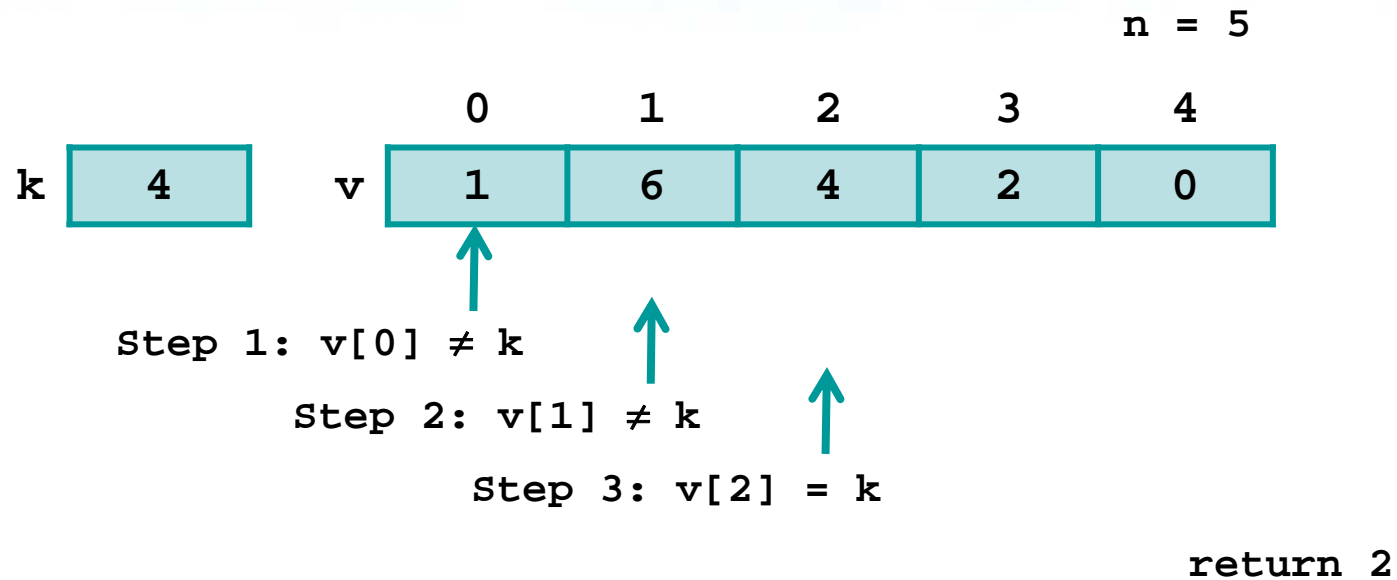 n = 5
0 1 2 3 4
k 4 v 1 6 4 2 0
Step 1: v[0] ≠ k
Step 2: v[1] ≠ k
Step 3: v[2] = k
return 2